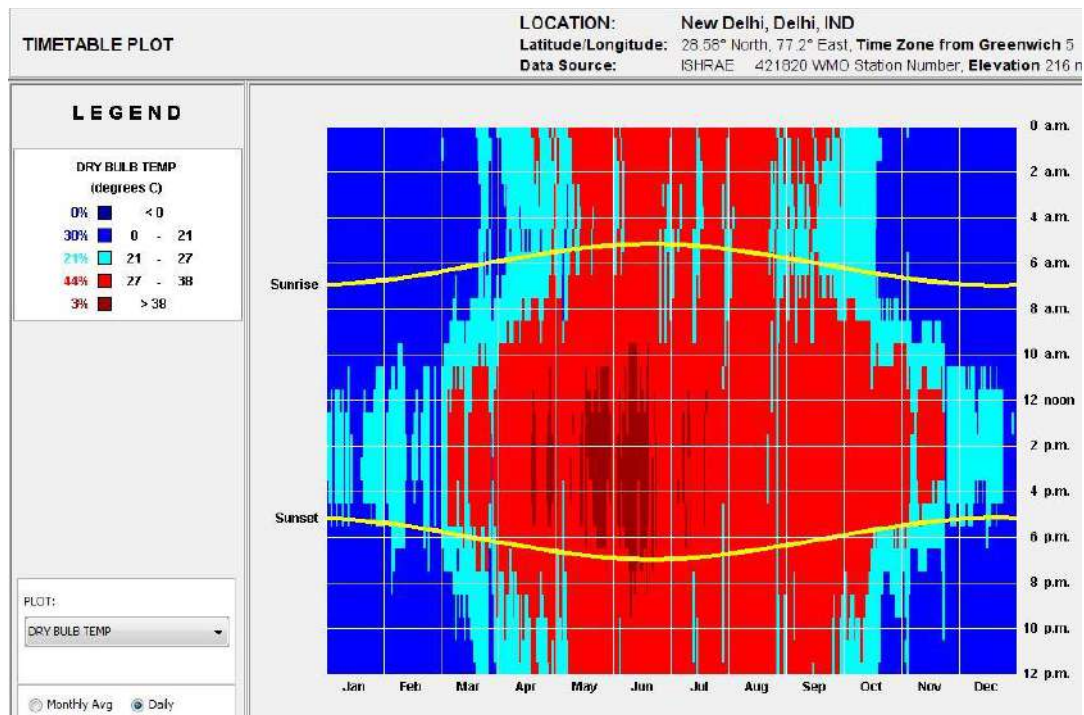 TIMETABLE PLOT
LOCATION: New Delhi, Delhi, IND
Latitude/Longitude: 28.58° North, 77.2° East, Time Zone from Greenwich 5
Data Source: ISHRAE 421820 WMO Station Number, Elevation 216 m
LEGEND
DRY BULB TEMP
(degrees C)
0% < 0
30% 0 - 21
21% 21 - 27
44% 27 - 38
3% > 38
PLOT:
DRY BULB TEMP
Monthly Avg Daily
Sunrise
Sunset
0 a.m.
2 a.m.
4 a.m.
6 a.m.
8 a.m.
10 a.m.
12 noon
2 p.m.
4 p.m.
6 p.m.
8 p.m.
10 p.m.
12 p.m.
Jan Feb Mar Apr May Jun Jul Aug Sep Oct Nov Dec